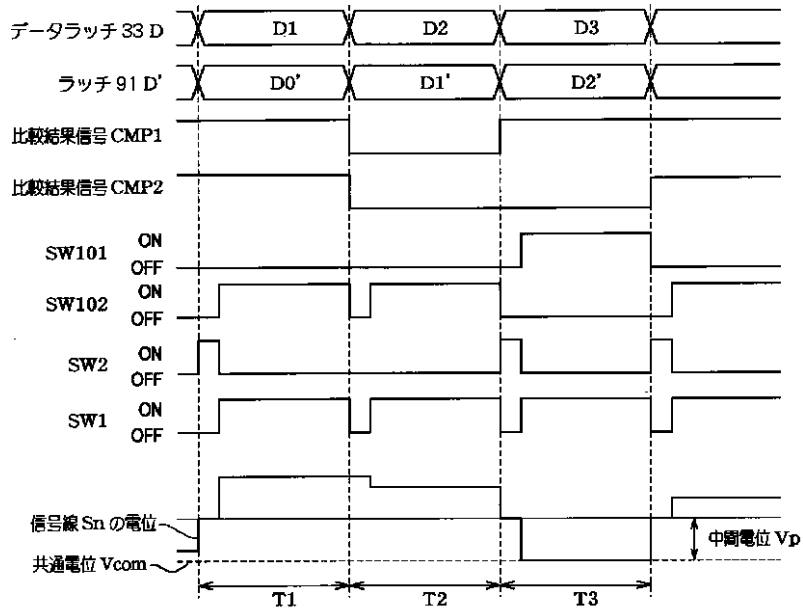 データラッチ 33 D D1 D2 D3
ラッチ 91 D' D0' D1' D2'
比較結果信号 CMP1
比較結果信号 CMP2
SW101 ON
OFF
SW102 ON
OFF
SW2 ON
OFF
SW1 ON
OFF
信号線 Sn の電位
中間電位 Vp
共通電位 Vcom
T1 T2 T3